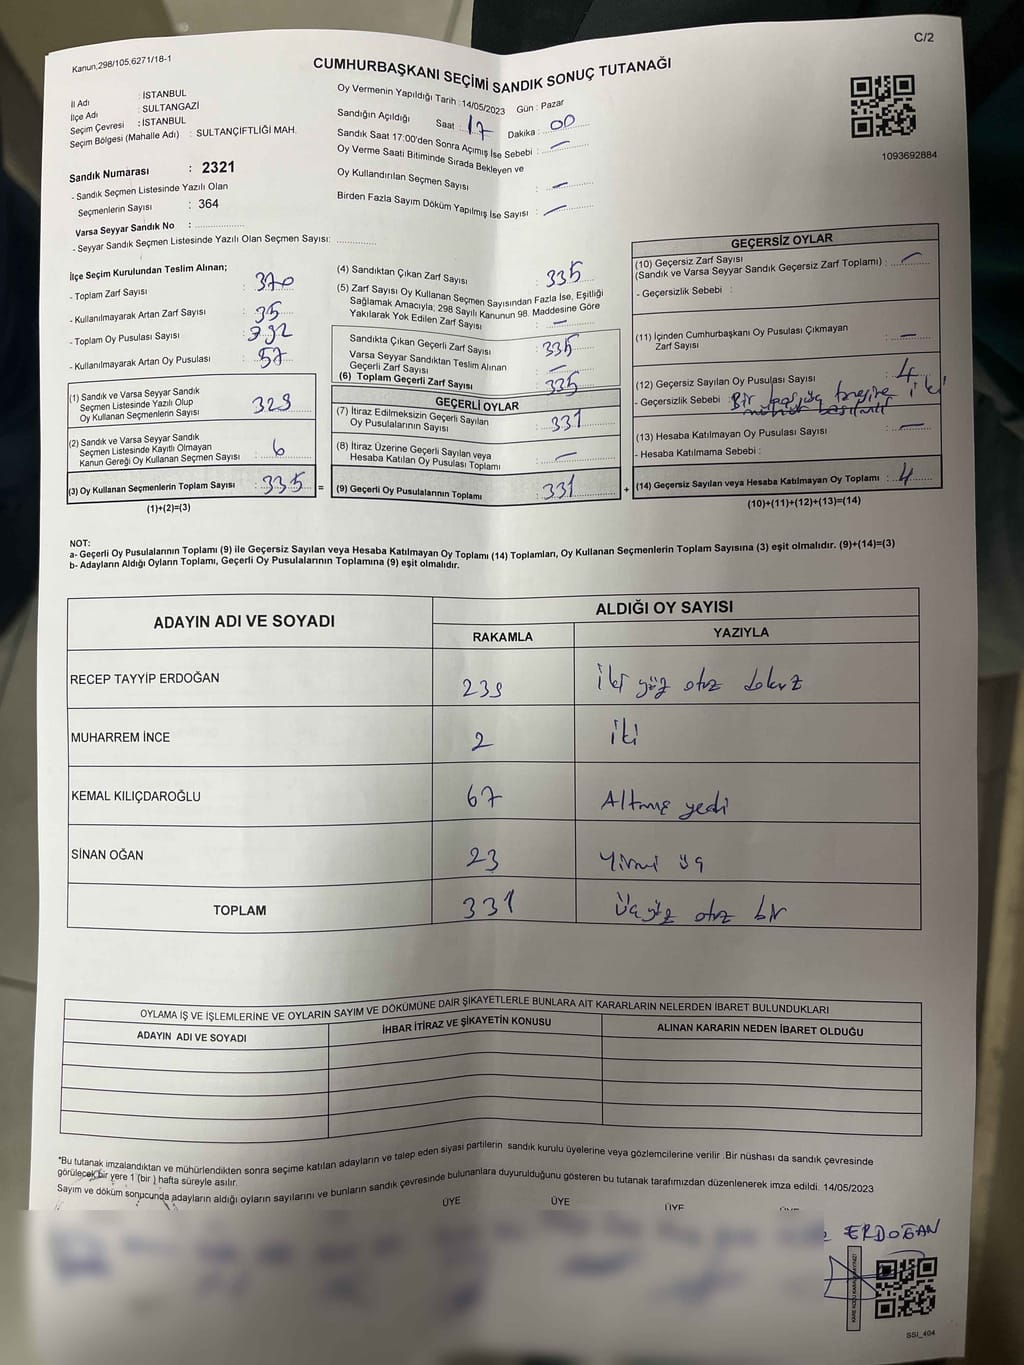 C/2
Kanun,298/105,6271/18-1
CUMHURBAŞKANI SEÇİMİ SANDIK SONUÇ TUTANAĞI
İl Adı : İSTANBUL
İlçe Adı : SULTANGAZİ
Seçim Çevresi : İSTANBUL
Seçim Bölgesi (Mahalle Adı) : SULTANÇİFTLİĞİ MAH.
Sandık Numarası : 2321
- Sandık Seçmen Listesinde Yazılı Olan
Seçmenlerin Sayısı : 364
Varsa Seyyar Sandık No :
- Seyyar Sandık Seçmen Listesinde Yazılı Olan Seçmen Sayısı:
Oy Vermenin Yapıldığı Tarih : 14/05/2023 Gün : Pazar
Sandığın Açıldığı Saat : 17 Dakika : 00
Sandık Saat 17:00'den Sonra Açımış İse Sebebi : —
Oy Verme Saati Bitiminde Sırada Bekleyen ve
Oy Kullandırılan Seçmen Sayısı : —
Birden Fazla Sayım Döküm Yapılmış İse Sayısı : —
1093692884
İlçe Seçim Kurulundan Teslim Alınan;
- Toplam Zarf Sayısı : 370
- Kullanılmayarak Artan Zarf Sayısı : 35
- Toplam Oy Pusulası Sayısı : 392
- Kullanılmayarak Artan Oy Pusulası : 57
(1) Sandık ve Varsa Seyyar Sandık
Seçmen Listesinde Yazılı Olup
Oy Kullanan Seçmenlerin Sayısı : 329
(2) Sandık ve Varsa Seyyar Sandık
Seçmen Listesinde Kayıtlı Olmayan
Kanun Gereği Oy Kullanan Seçmen Sayısı : 6
(3) Oy Kullanan Seçmenlerin Toplam Sayısı : 335 =
(1)+(2)=(3)
(4) Sandıktan Çıkan Zarf Sayısı : 335
(5) Zarf Sayısı Oy Kullanan Seçmen Sayısından Fazla İse, Eşitliği
Sağlamak Amacıyla, 298 Sayılı Kanunun 98. Maddesine Göre
Yakılarak Yok Edilen Zarf Sayısı : —
Sandıkta Çıkan Geçerli Zarf Sayısı : 335
Varsa Seyyar Sandıktan Teslim Alınan
Geçerli Zarf Sayısı : —
(6) Toplam Geçerli Zarf Sayısı : 335
GEÇERLİ OYLAR
(7) İtiraz Edilmeksizin Geçerli Sayılan
Oy Pusulalarının Sayısı : 331
(8) İtiraz Üzerine Geçerli Sayılan veya
Hesaba Katılan Oy Pusulası Toplamı : —
(9) Geçerli Oy Pusulalarının Toplamı : 331 +
GEÇERSİZ OYLAR
(10) Geçersiz Zarf Sayısı
(Sandık ve Varsa Seyyar Sandık Geçersiz Zarf Toplamı) : —
- Geçersizlik Sebebi :
(11) İçinden Cumhurbaşkanı Oy Pusulası Çıkmayan
Zarf Sayısı : —
(12) Geçersiz Sayılan Oy Pusulası Sayısı : 4
- Geçersizlik Sebebi : Bir iki
mühür
(13) Hesaba Katılmayan Oy Pusulası Sayısı : —
- Hesaba Katılmama Sebebi :
(14) Geçersiz Sayılan veya Hesaba Katılmayan Oy Toplamı : 4
(10)+(11)+(12)+(13)=(14)
NOT:
a- Geçerli Oy Pusulalarının Toplamı (9) ile Geçersiz Sayılan veya Hesaba Katılmayan Oy Toplamı (14) Toplamları, Oy Kullanan Seçmenlerin Toplam Sayısına (3) eşit olmalıdır. (9)+(14)=(3)
b- Adayların Aldığı Oyların Toplamı, Geçerli Oy Pusulalarının Toplamına (9) eşit olmalıdır.
ADAYIN ADI VE SOYADI
ALDIĞI OY SAYISI
RAKAMLA YAZIYLA
RECEP TAYYİP ERDOĞAN 239 iki yüz otuz dokuz
MUHARREM İNCE 2 iki
KEMAL KILIÇDAROĞLU 67 Altmış yedi
SİNAN OĞAN 23 Yirmi üç
TOPLAM 331 Üçyüz otuz bir
OYLAMA İŞ VE İŞLEMLERİNE VE OYLARIN SAYIM VE DÖKÜMÜNE DAİR ŞİKAYETLERLE BUNLARA AİT KARARLARIN NELERDEN İBARET BULUNDUKLARI
ADAYIN ADI VE SOYADI İHBAR İTİRAZ VE ŞİKAYETİN KONUSU ALINAN KARARIN NEDEN İBARET OLDUĞU
"Bu tutanak imzalandıktan ve mühürlendikten sonra seçime katılan adayların ve talep eden siyasi partilerin sandık kurulu üyelerine veya gözlemcilerine verilir. Bir nüshası da sandık çevresinde
görülecek bir yere 1 (bir ) hafta süreyle asılır.
Sayım ve döküm sonucunda adayların aldığı oyların sayılarını ve bunların sandık çevresinde bulunanlara duyurulduğunu gösteren bu tutanak tarafımızdan düzenlenerek imza edildi. 14/05/2023
ÜYE ÜYE ÜYE
ERDOĞAN
SSI_404